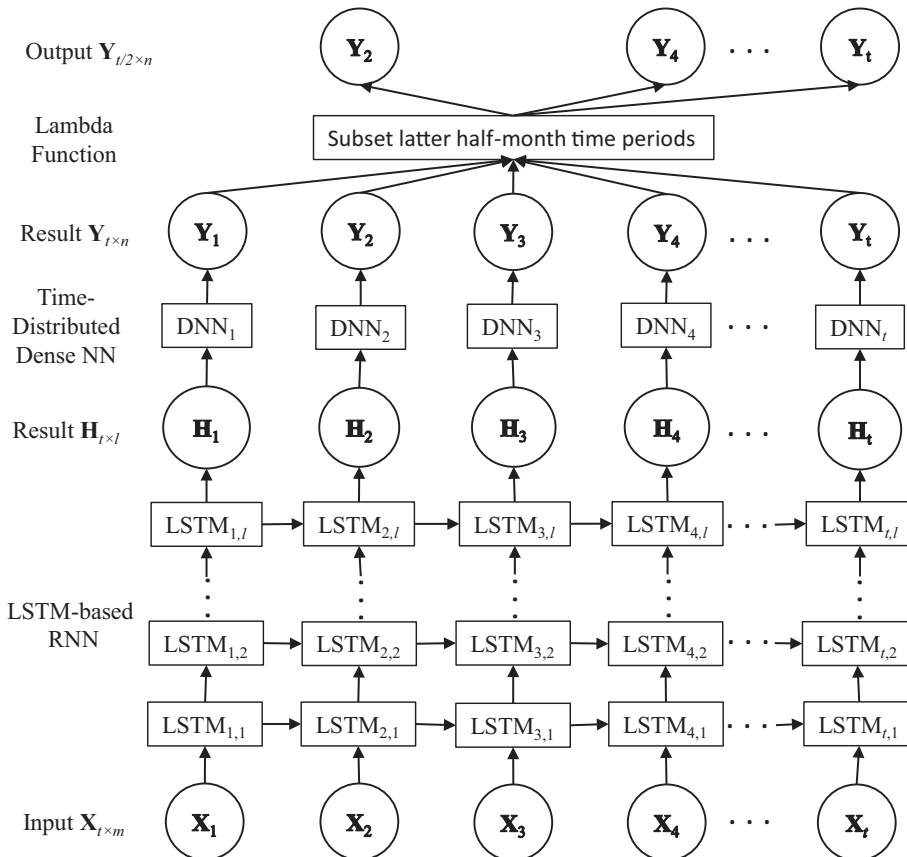 Output Y_{t/2×n} Y_2 Y_4 · · · Y_t
Lambda
Function
Subset latter half-month time periods
Result Y_{t×n} Y_1 Y_2 Y_3 Y_4 · · · Y_t
Time-
Distributed
Dense NN
DNN_1 DNN_2 DNN_3 DNN_4 · · · DNN_t
Result H_{t×l} H_1 H_2 H_3 H_4 · · · H_t
LSTM_{1,l} LSTM_{2,l} LSTM_{3,l} LSTM_{4,l} · · · LSTM_{t,l}
LSTM-based
RNN
LSTM_{1,2} LSTM_{2,2} LSTM_{3,2} LSTM_{4,2} · · · LSTM_{t,2}
LSTM_{1,1} LSTM_{2,1} LSTM_{3,1} LSTM_{4,1} · · · LSTM_{t,1}
Input X_{t×m} X_1 X_2 X_3 X_4 · · · X_t